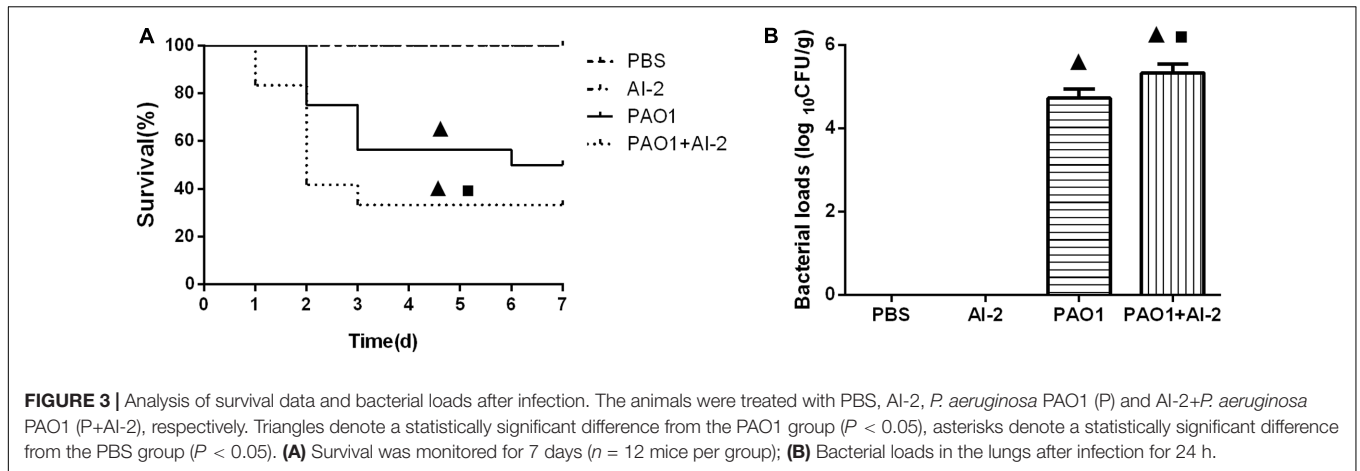 A
100
80
60
40
20
0
Survival(%)
0 1 2 3 4 5 6 7
Time(d)
PBS
AI-2
PAO1
PAO1+AI-2
B
6
4
2
0
Bacterial loads (log 10CFU/g)
PBS AI-2 PAO1 PAO1+AI-2
FIGURE 3 | Analysis of survival data and bacterial loads after infection. The animals were treated with PBS, AI-2, P. aeruginosa PAO1 (P) and AI-2+P. aeruginosa
PAO1 (P+AI-2), respectively. Triangles denote a statistically significant difference from the PAO1 group (P < 0.05), asterisks denote a statistically significant difference
from the PBS group (P < 0.05). (A) Survival was monitored for 7 days (n = 12 mice per group); (B) Bacterial loads in the lungs after infection for 24 h.